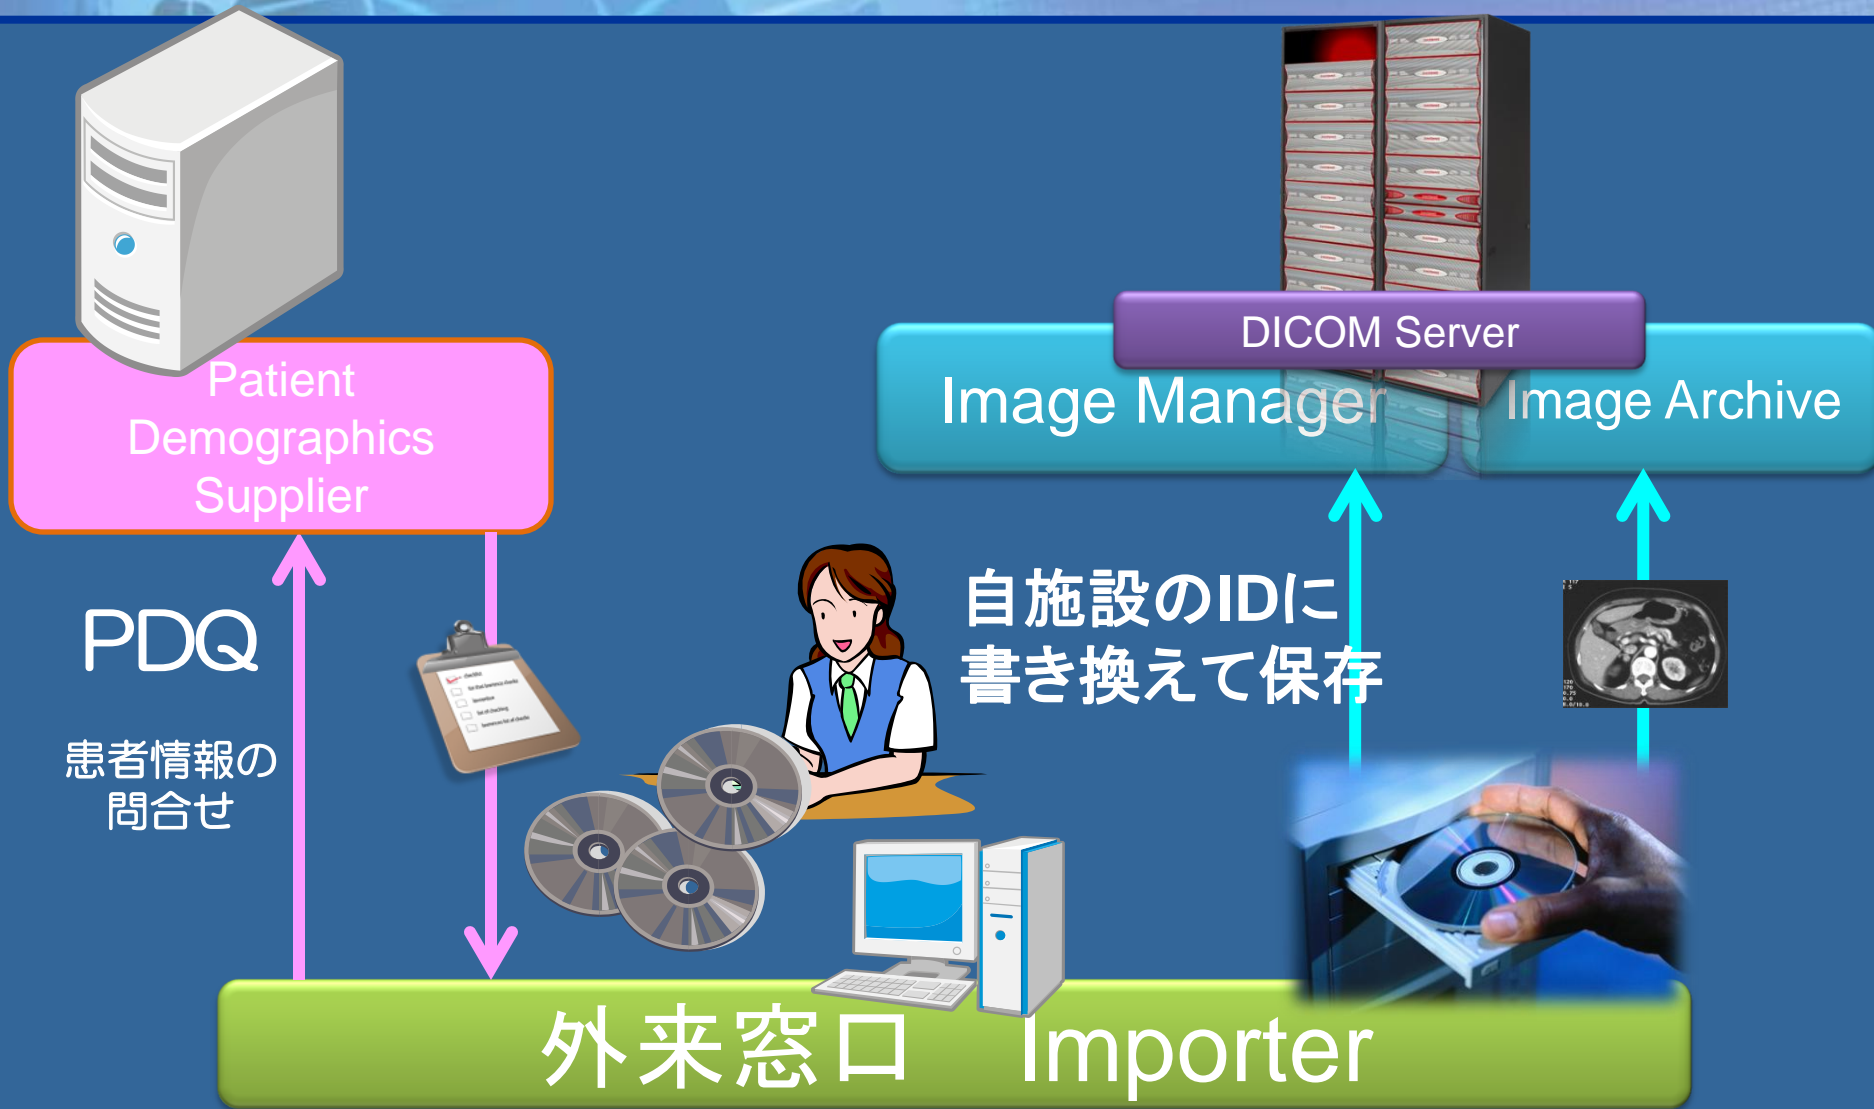 Patient
Demographics
Supplier
DICOM Server
Image Manager
Image Archive
PDQ
患者情報の
問合せ
自施設のIDに
書き換えて保存
外来窓口 Importer